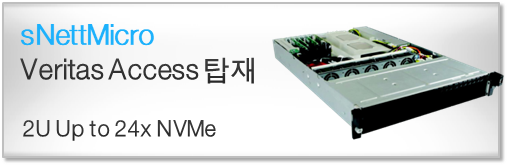 sNettMicro
Veritas Access 탑재
2U Up to 24x NVMe